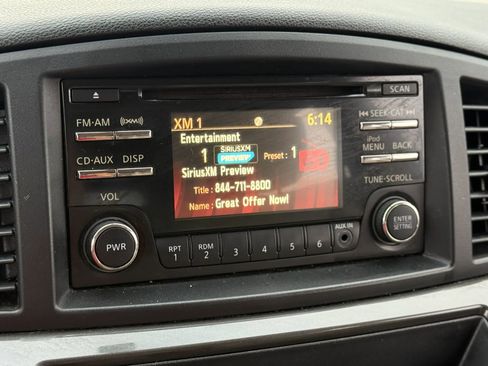 SCAN
FM·AM
((XM))
XM 1
6:14
SEEK·CAT
Entertainment
1 SIRIUSXM PREVIEW Preset : 1
CD·AUX DISP
iPod MENU BACK
SiriusXM Preview
Title : 844-711-8800
Name : Great Offer Now!
VOL
TUNE·SCROLL
PWR
ENTER SETTING
RPT 1
RDM 2
3
4
5
6
AUX IN